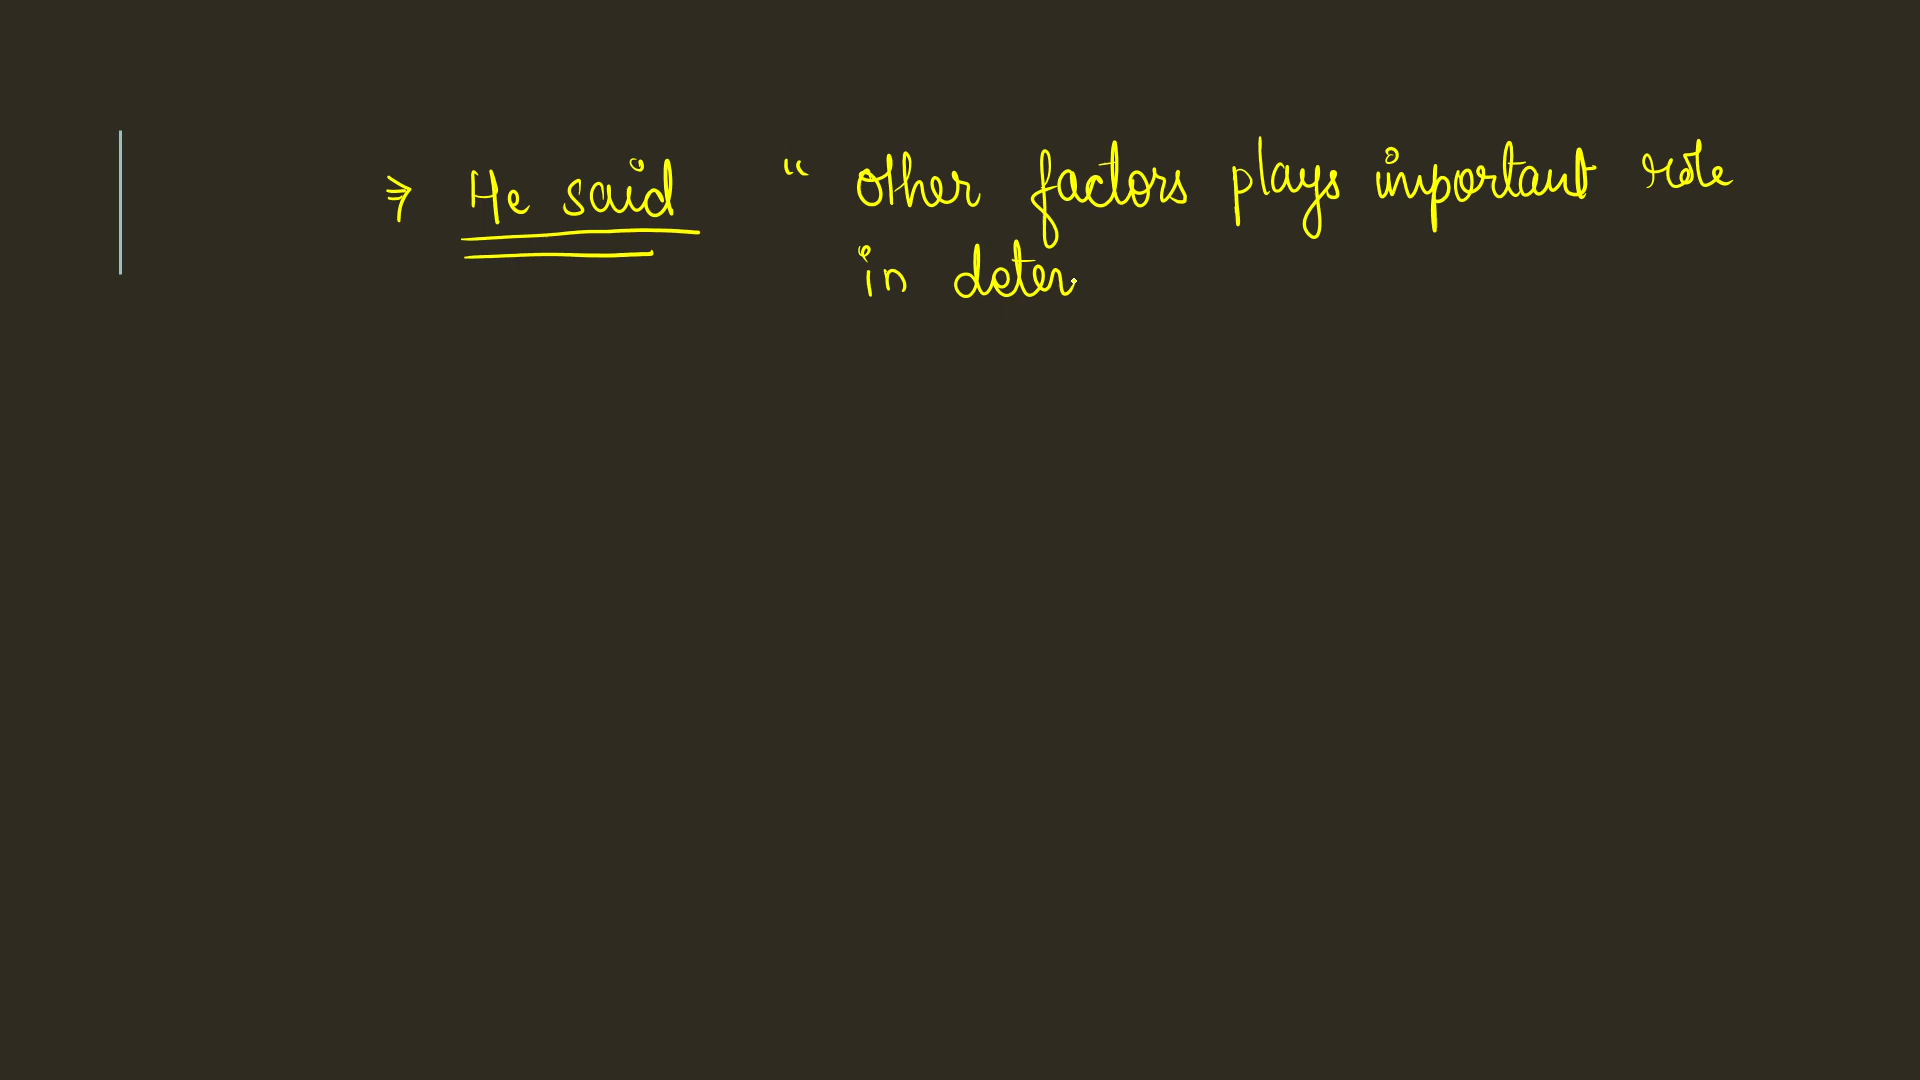 ⇒ He said “ other factors plays important role
in deter